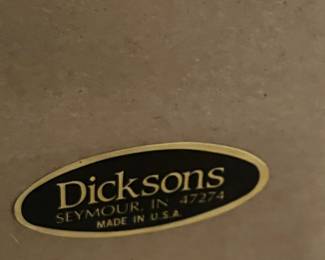 Dicksons
SEYMOUR, IN 47274
MADE IN U.S.A.